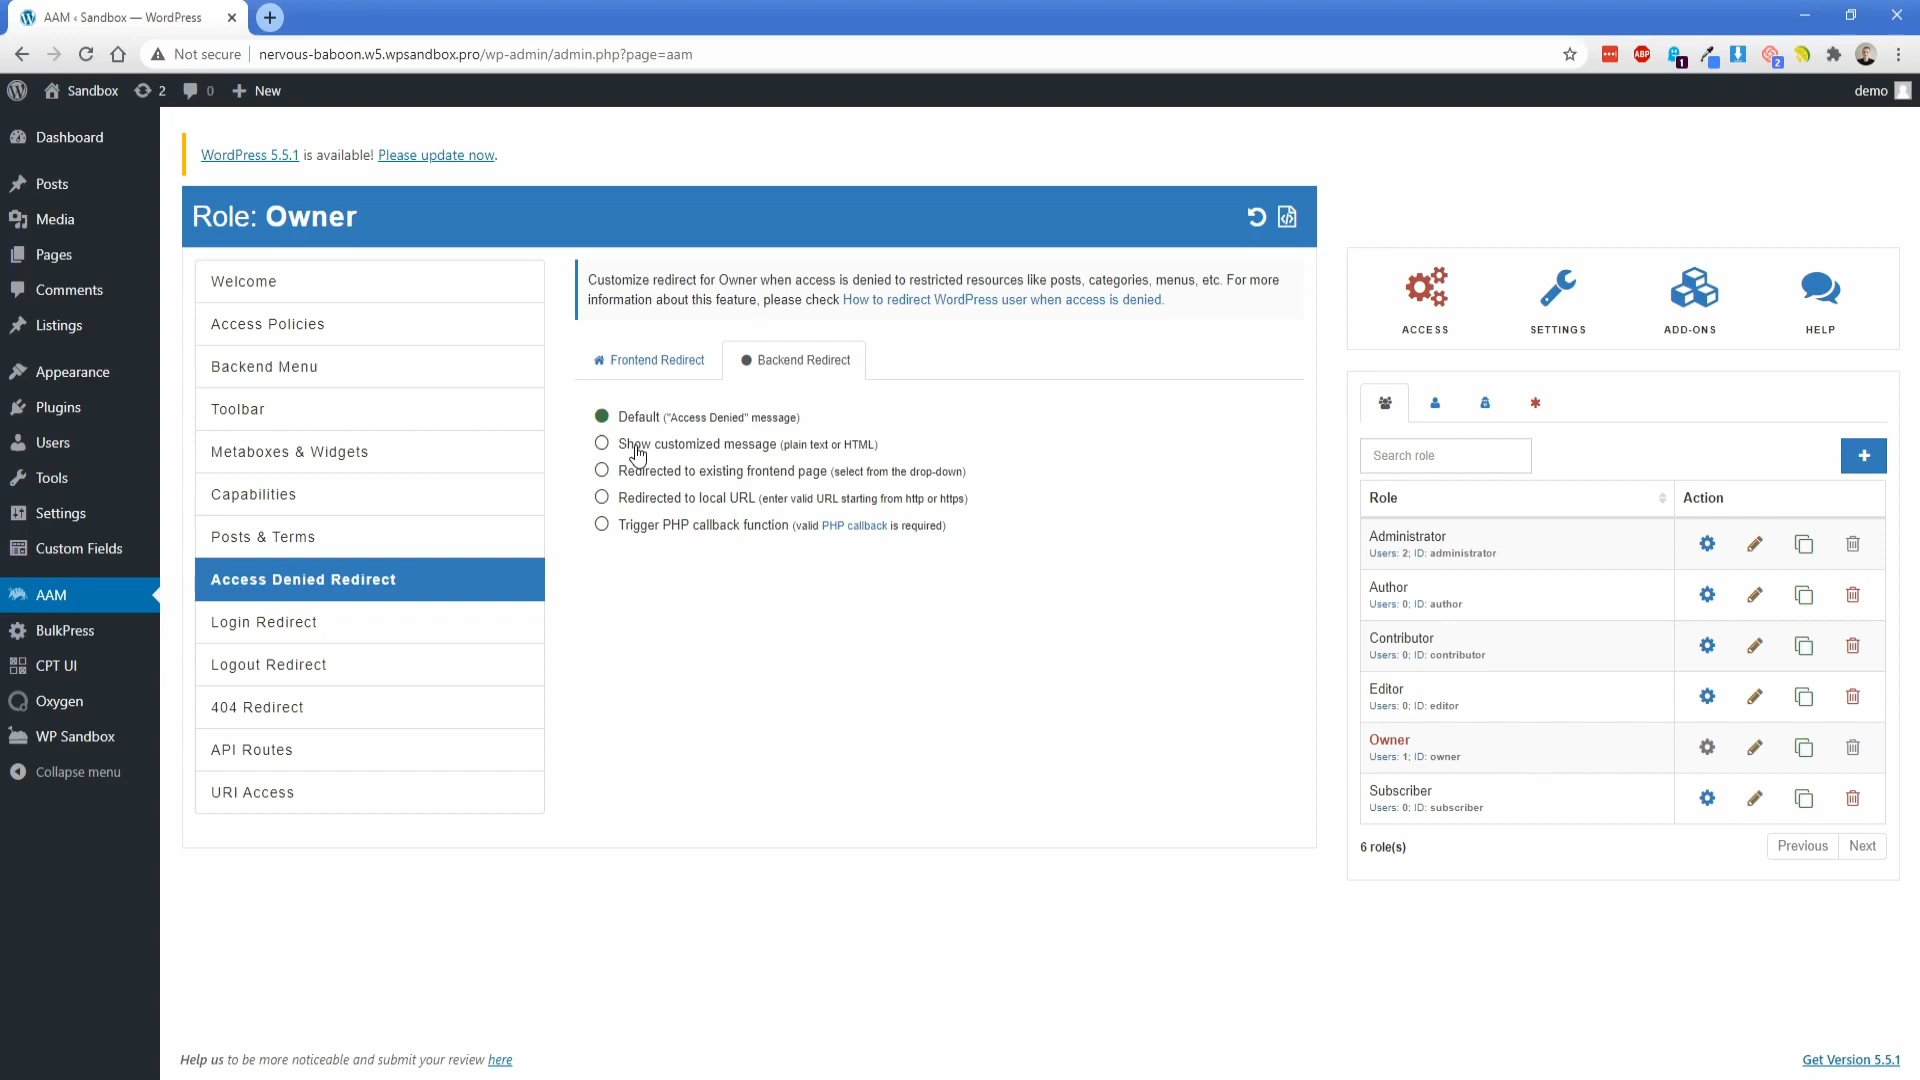 AAM ‹ Sandbox — WordPress
Not secure
nervous-baboon.w5.wpsandbox.pro/wp-admin/admin.php?page=aam
ABP
1
2
Sandbox
2
0
New
demo
Dashboard
Posts
Media
Pages
Comments
Listings
Appearance
Plugins
Users
Tools
Settings
Custom Fields
AAM
BulkPress
CPT UI
Oxygen
WP Sandbox
Collapse menu
WordPress 5.5.1 is available! Please update now.
Role: Owner
Welcome
Access Policies
Backend Menu
Toolbar
Metaboxes & Widgets
Capabilities
Posts & Terms
Access Denied Redirect
Login Redirect
Logout Redirect
404 Redirect
API Routes
URI Access
Customize redirect for Owner when access is denied to restricted resources like posts, categories, menus, etc. For more
information about this feature, please check How to redirect WordPress user when access is denied.
Frontend Redirect
Backend Redirect
Default ("Access Denied" message)
Show customized message (plain text or HTML)
Redirected to existing frontend page (select from the drop-down)
Redirected to local URL (enter valid URL starting from http or https)
Trigger PHP callback function (valid PHP callback is required)
ACCESS
SETTINGS
ADD-ONS
HELP
Search role
Role
Action
Administrator
Users: 2; ID: administrator
Author
Users: 0; ID: author
Contributor
Users: 0; ID: contributor
Editor
Users: 0; ID: editor
Owner
Users: 1; ID: owner
Subscriber
Users: 0; ID: subscriber
6 role(s)
Previous
Next
Help us to be more noticeable and submit your review here
Get Version 5.5.1